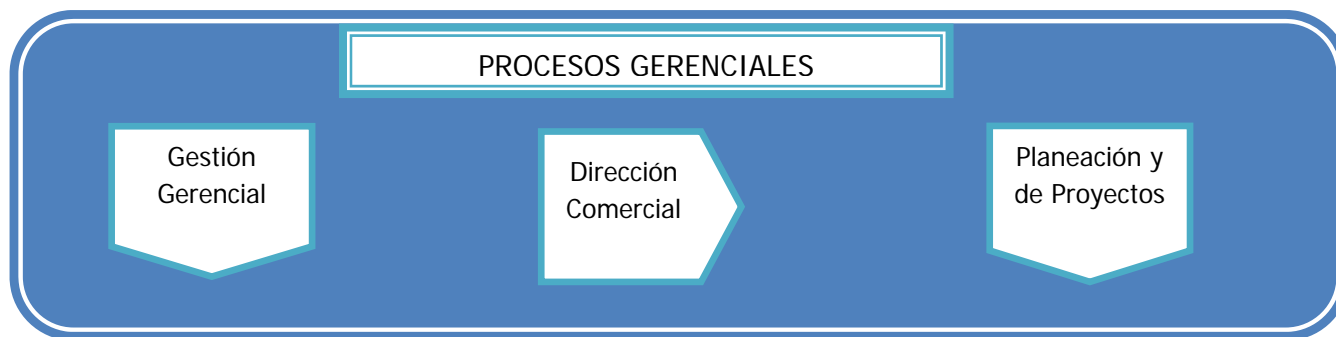 PROCESOS GERENCIALES
Gestión
Gerencial
Dirección
Comercial
Planeación y
de Proyectos